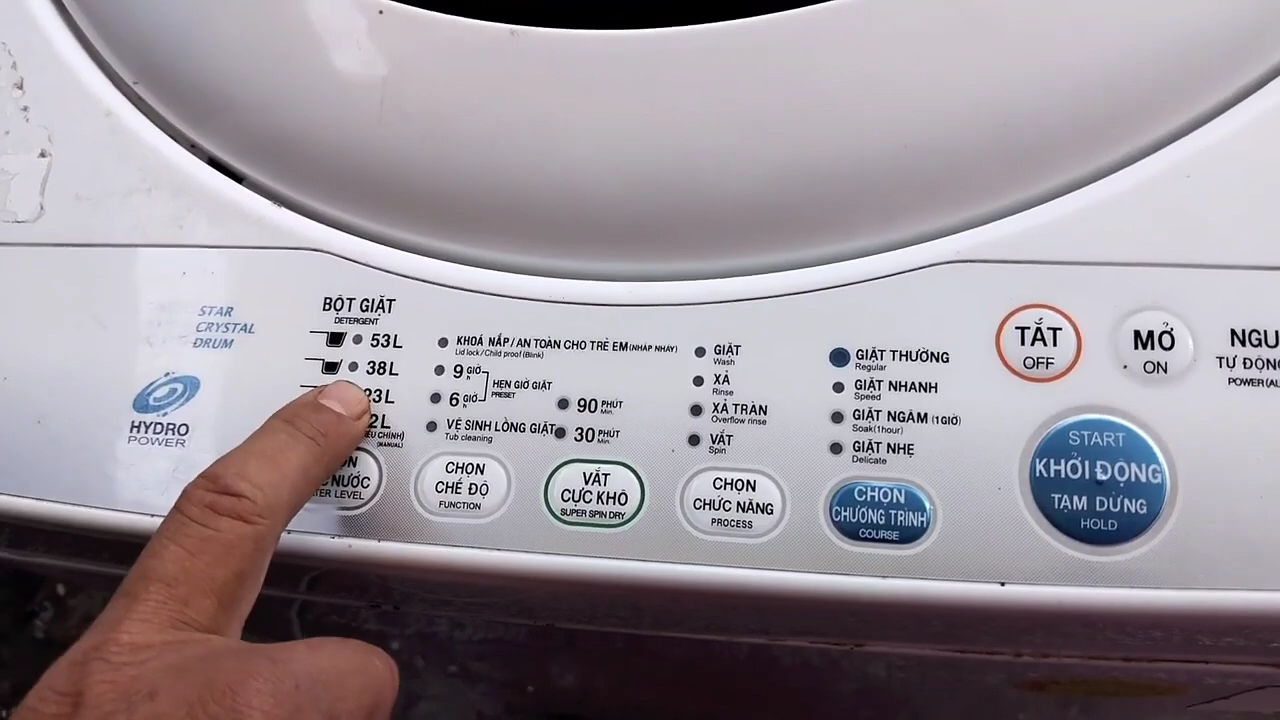 STAR
CRYSTAL
DRUM
HYDRO
POWER
BỘT GIẶT
DETERGENT
53L
38L
23L
2L
(MANUAL)
NƯỚC
LEVEL
KHOÁ NẮP / AN TOÀN CHO TRẺ EM (NHẤP NHÁY)
Lid lock / Child proof (Blink)
9 GIỜ
h
6 GIỜ
h
HẸN GIỜ GIẶT
PRESET
VỆ SINH LỒNG GIẶT
Tub cleaning
CHỌN
CHẾ ĐỘ
FUNCTION
90 PHÚT
Min.
30 PHÚT
Min.
VẮT
CỰC KHÔ
SUPER SPIN DRY
GIẶT
Wash
XẢ
Rinse
XẢ TRÀN
Overflow rinse
VẮT
Spin
CHỌN
CHỨC NĂNG
PROCESS
GIẶT THƯỜNG
Regular
GIẶT NHANH
Speed
GIẶT NGÂM (1GIỜ)
Soak(1hour)
GIẶT NHẸ
Delicate
CHỌN
CHƯƠNG TRÌNH
COURSE
TẮT
OFF
MỞ
ON
TỰ ĐỘNG
POWER
START
KHỞI ĐỘNG
TẠM DỪNG
HOLD